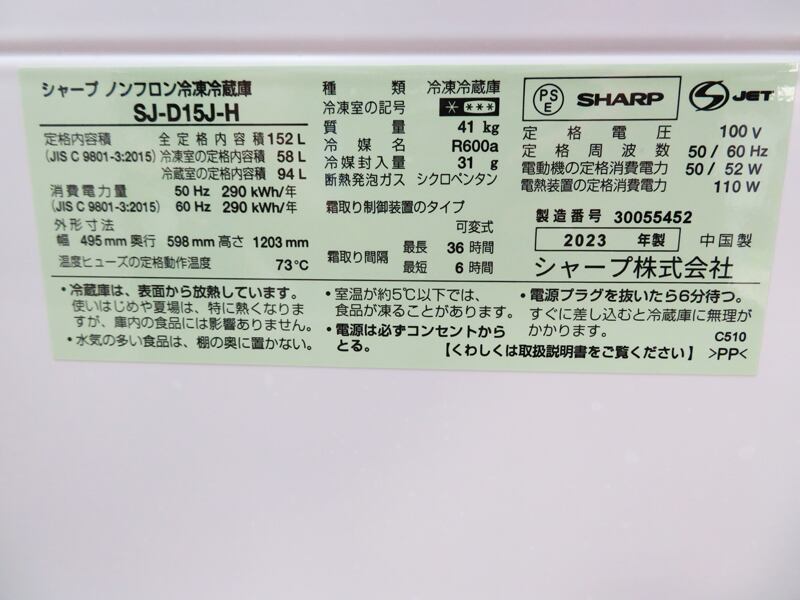 シャープ ノンフロン冷凍冷蔵庫
SJ-D15J-H
定格内容積 全定格内容積 152 L
(JIS C 9801-3:2015) 冷凍室の定格内容積 58 L
冷蔵室の定格内容積 94 L
消費電力量 50 Hz 290 kWh/年
(JIS C 9801-3:2015) 60 Hz 290 kWh/年
外形寸法
幅 495 mm 奥行 598 mm 高さ 1203 mm
温度ヒューズの定格動作温度 73℃
種類 冷凍冷蔵庫
冷凍室の記号 * ***
質量 41 kg
冷媒名 R600a
冷媒封入量 31 g
断熱発泡ガス シクロペンタン
霜取り制御装置のタイプ
可変式
霜取り間隔 最長 36 時間
最短 6 時間
PSE SHARP S JET
定格電圧 100 V
定格周波数 50 / 60 Hz
電動機の定格消費電力 50 / 52 W
電熱装置の定格消費電力 110 W
製造番号 30055452
2023 年製 中国製
シャープ株式会社
・冷蔵庫は、表面から放熱しています。
使いはじめや夏場は、特に熱くなりま
すが、庫内の食品には影響ありません。
・水気の多い食品は、棚の奥に置かない。
・室温が約5℃以下では、
食品が凍ることがあります。
・電源は必ずコンセントから
とる。
・電源プラグを抜いたら6分待つ。
すぐに差し込むと冷蔵庫に無理が
かかります。
C510
【くわしくは取扱説明書をご覧ください】 >PP<